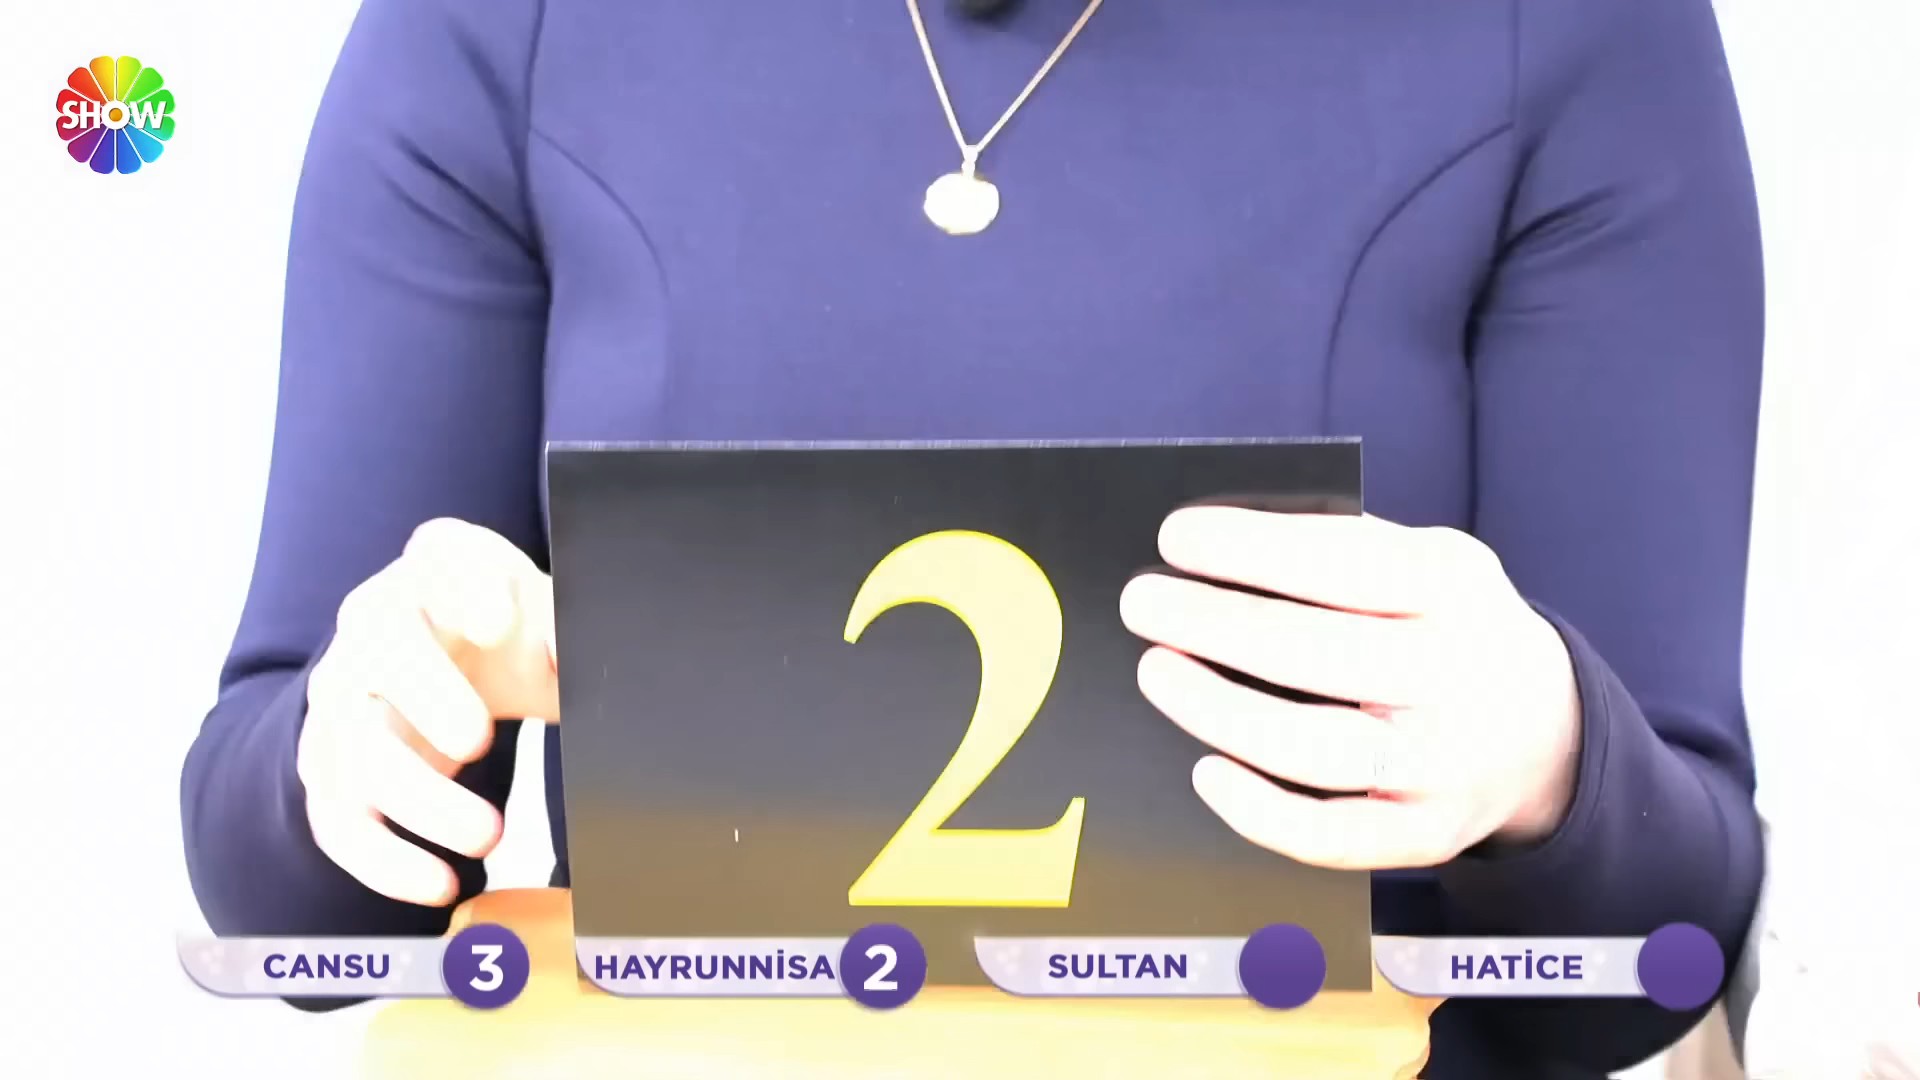 SHOW
2
CANSU 3
HAYRUNNİSA 2
SULTAN
HATİCE